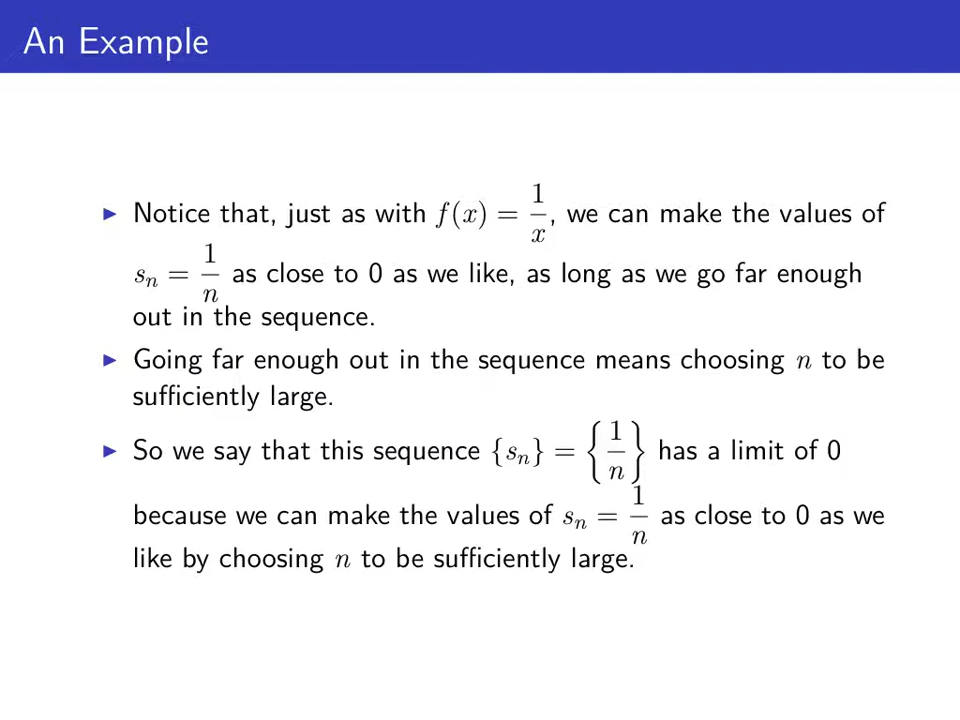 An Example
▶ Notice that, just as with f(x) = 1/x, we can make the values of
sₙ = 1/n as close to 0 as we like, as long as we go far enough
out in the sequence.
▶ Going far enough out in the sequence means choosing n to be
sufficiently large.
▶ So we say that this sequence {sₙ} = {1/n} has a limit of 0
because we can make the values of sₙ = 1/n as close to 0 as we
like by choosing n to be sufficiently large.